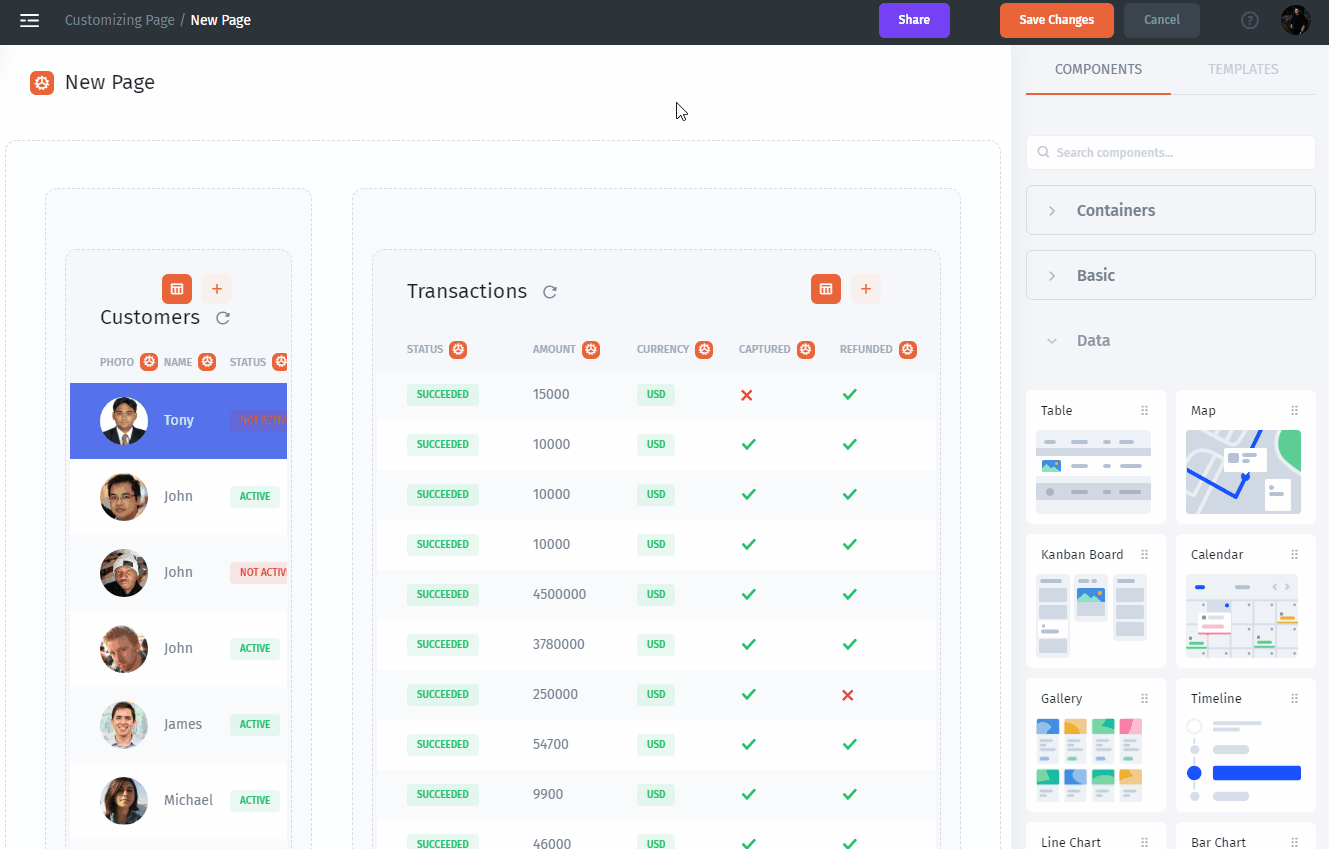 Customizing Page / New Page
Share
Save Changes
Cancel
?
New Page
COMPONENTS
TEMPLATES
Search components...
Containers
Basic
Data
Table
Map
Kanban Board
Calendar
Gallery
Timeline
Line Chart
Bar Chart
Customers
PHOTO NAME STATUS
Tony NOT ACTIV
John ACTIVE
John NOT ACTIV
John ACTIVE
James ACTIVE
Michael ACTIVE
Transactions
STATUS AMOUNT CURRENCY CAPTURED REFUNDED
SUCCEEDED 15000 USD
SUCCEEDED 10000 USD
SUCCEEDED 10000 USD
SUCCEEDED 10000 USD
SUCCEEDED 4500000 USD
SUCCEEDED 3780000 USD
SUCCEEDED 250000 USD
SUCCEEDED 54700 USD
SUCCEEDED 9900 USD
SUCCEEDED 46000 USD